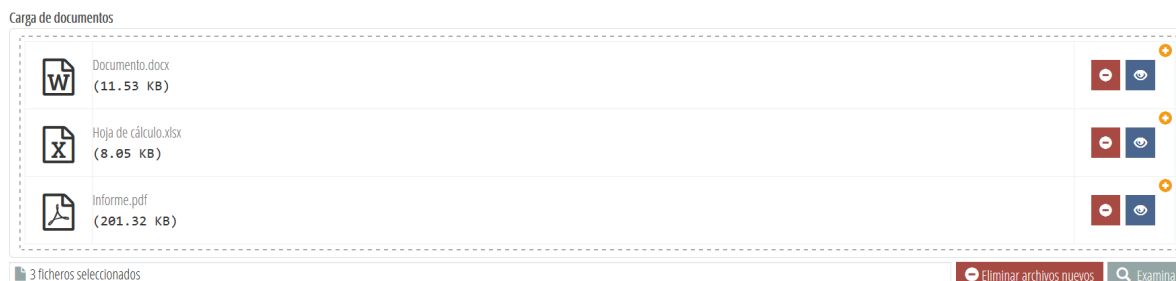 Carga de documentos
Documento.docx
(11.53 KB)
Hoja de cálculo.xlsx
(8.05 KB)
Informe.pdf
(201.32 KB)
3 ficheros seleccionados
Eliminar archivos nuevos
Examina